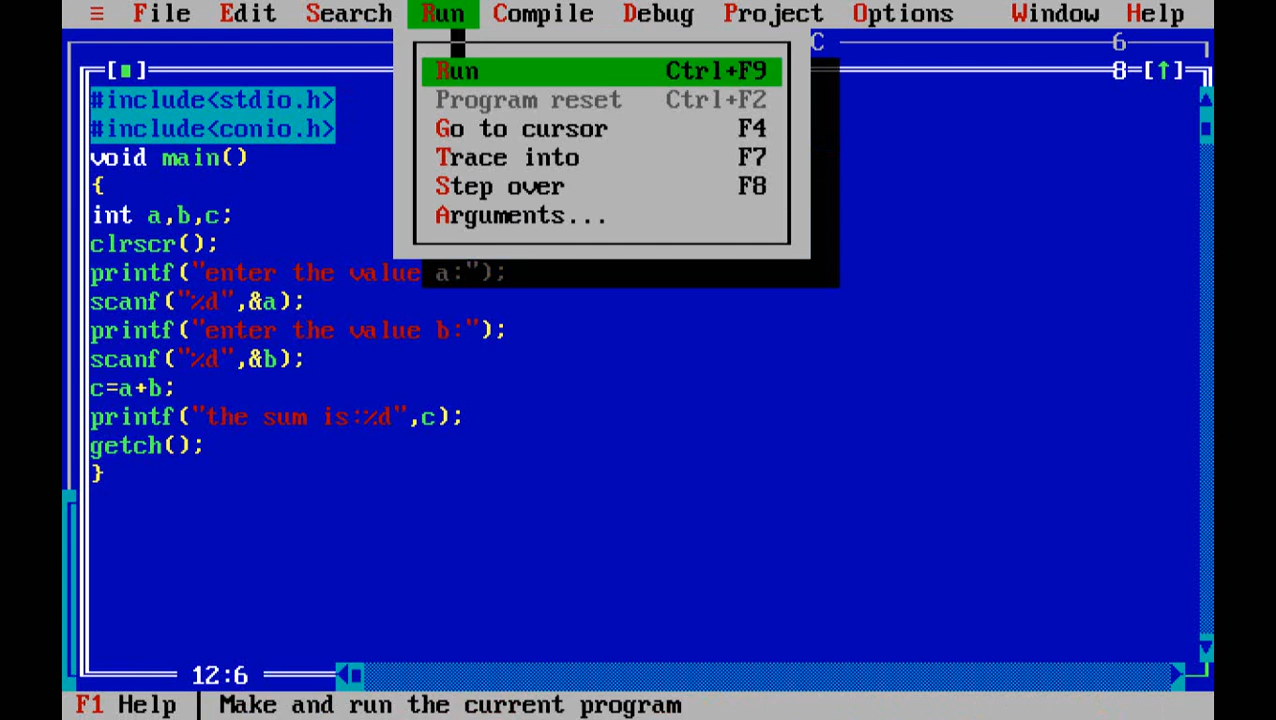 ≡ File Edit Search Run Compile Debug Project Options Window Help
C 6
[■] 8=[↑]
Run Ctrl+F9
Program reset Ctrl+F2
Go to cursor F4
Trace into F7
Step over F8
Arguments...
#include<stdio.h>
#include<conio.h>
void main()
{
int a,b,c;
clrscr();
printf("enter the value a:");
scanf("%d",&a);
printf("enter the value b:");
scanf("%d",&b);
c=a+b;
printf("the sum is:%d",c);
getch();
}
12:6
F1 Help | Make and run the current program